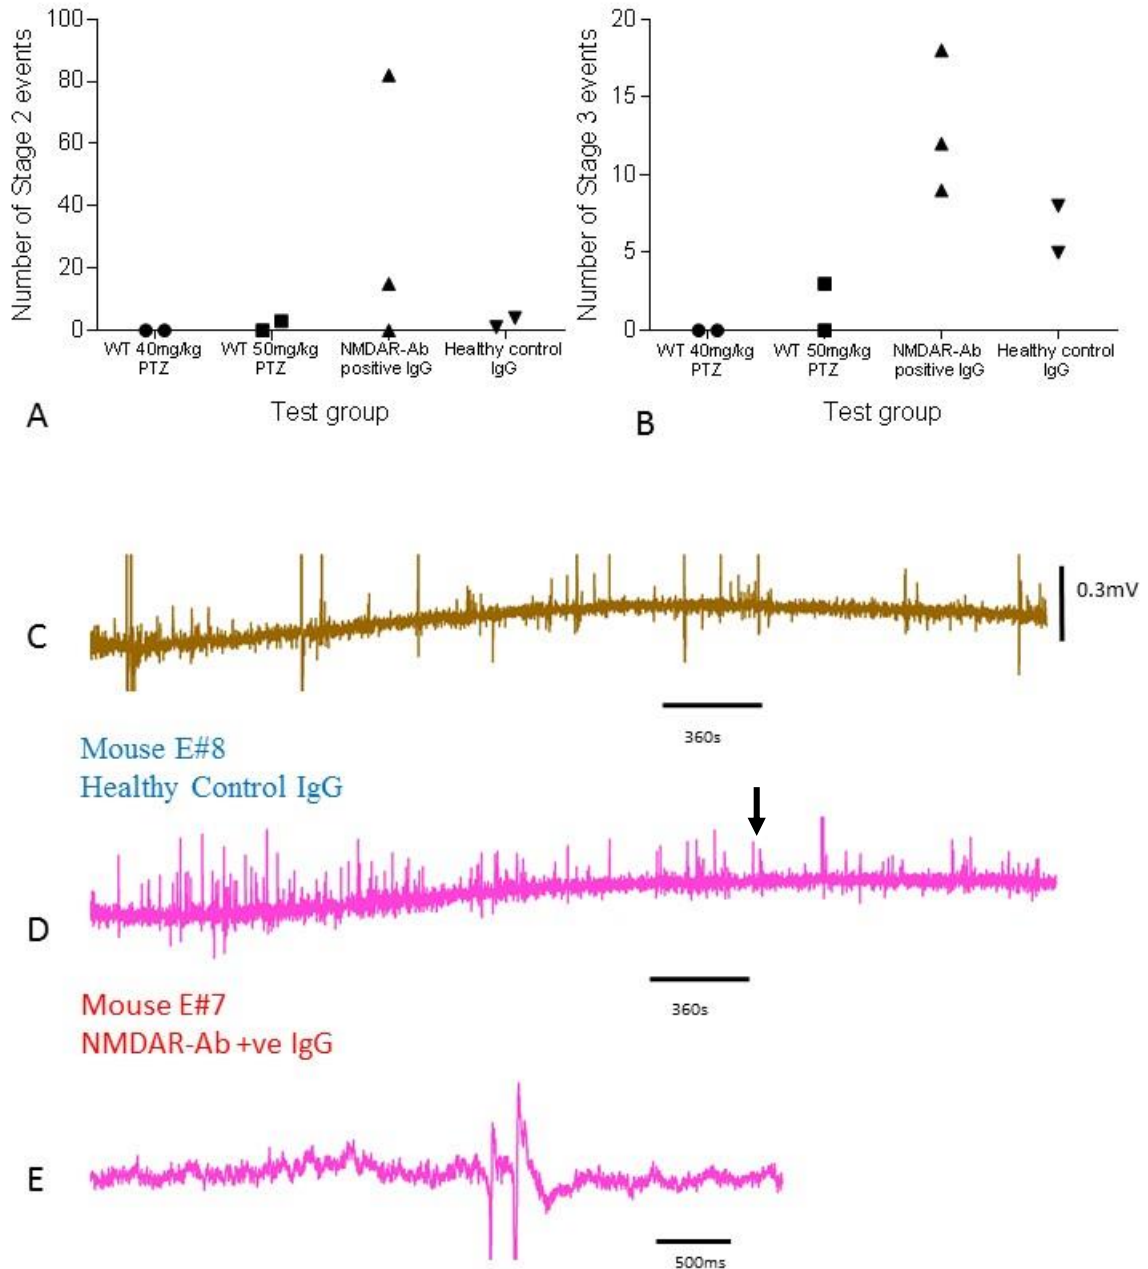 Number of Stage 2 events
100
80
60
40
20
0
WT 40mg/kg
PTZ
WT 50mg/kg
PTZ
NMDAR-Ab
positive IgG
Healthy control
IgG
Test group
A
Number of Stage 3 events
20
15
10
5
0
WT 40mg/kg
PTZ
WT 50mg/kg
PTZ
NMDAR-Ab
positive IgG
Healthy control
IgG
Test group
B
C
0.3mV
360s
Mouse E#8
Healthy Control IgG
D
360s
Mouse E#7
NMDAR-Ab +ve IgG
E
500ms